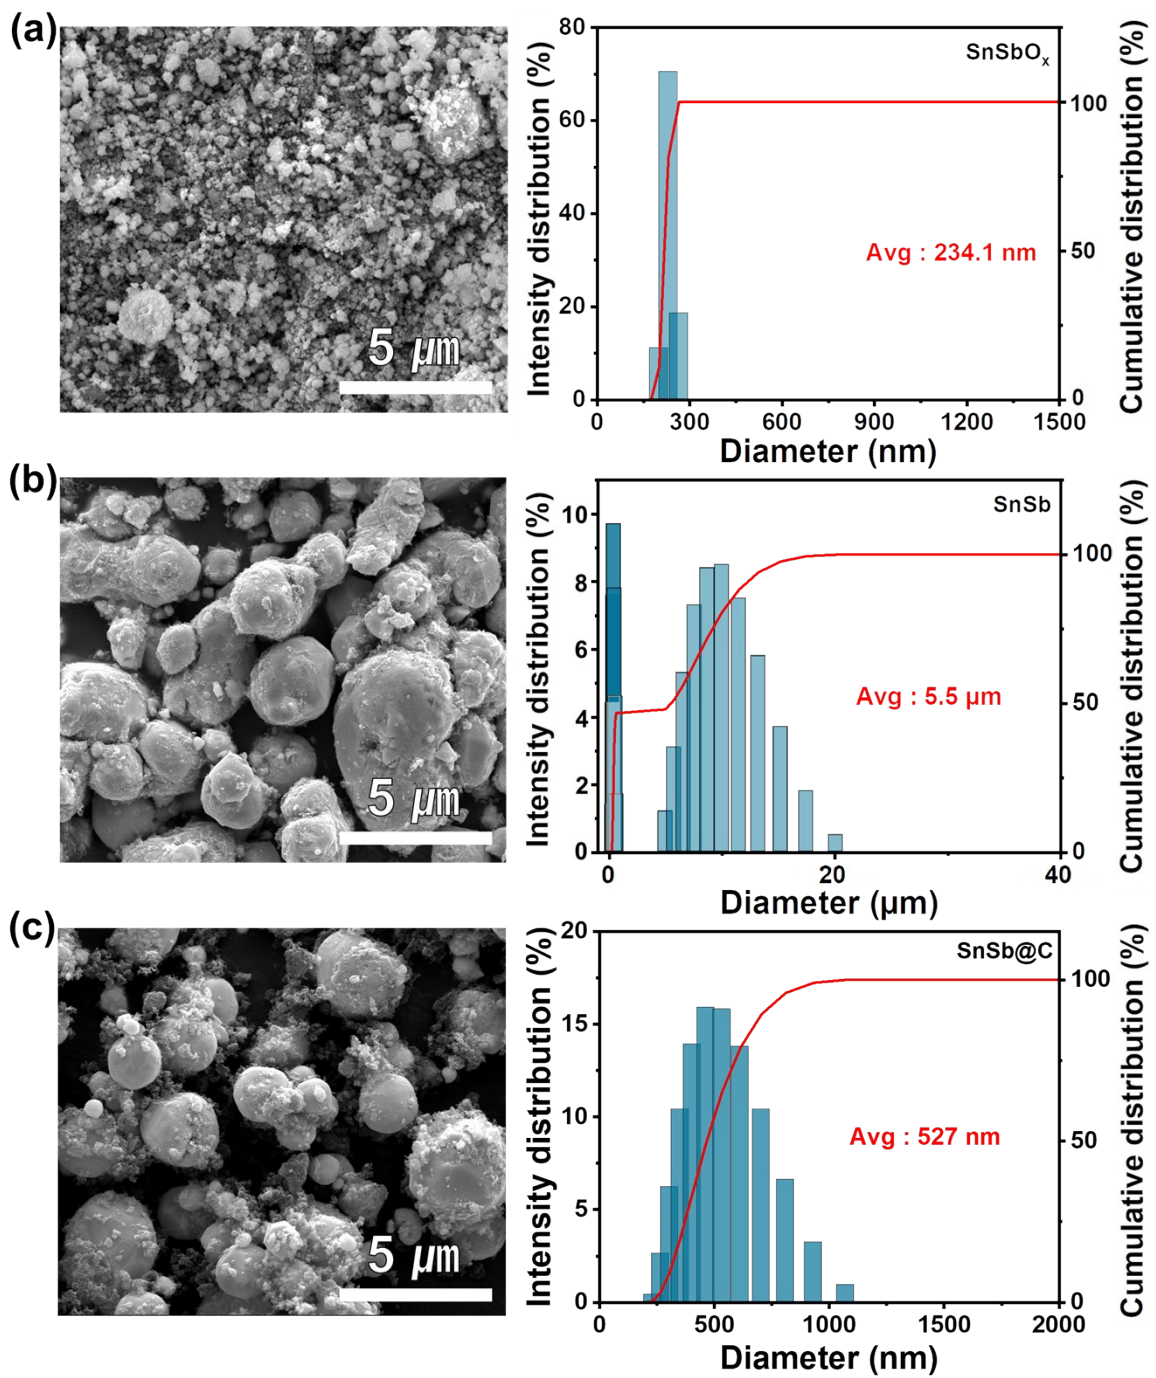 (a)
5 μm
Intensity distribution (%)
80
60
40
20
0
SnSbOx
Avg : 234.1 nm
100
50
0
Cumulative distribution (%)
0 300 600 900 1200 1500
Diameter (nm)
(b)
5 μm
Intensity distribution (%)
10
8
6
4
2
0
SnSb
Avg : 5.5 μm
100
50
0
Cumulative distribution (%)
0 20 40
Diameter (μm)
(c)
5 μm
Intensity distribution (%)
20
15
10
5
0
SnSb@C
Avg : 527 nm
100
50
0
Cumulative distribution (%)
0 500 1000 1500 2000
Diameter (nm)